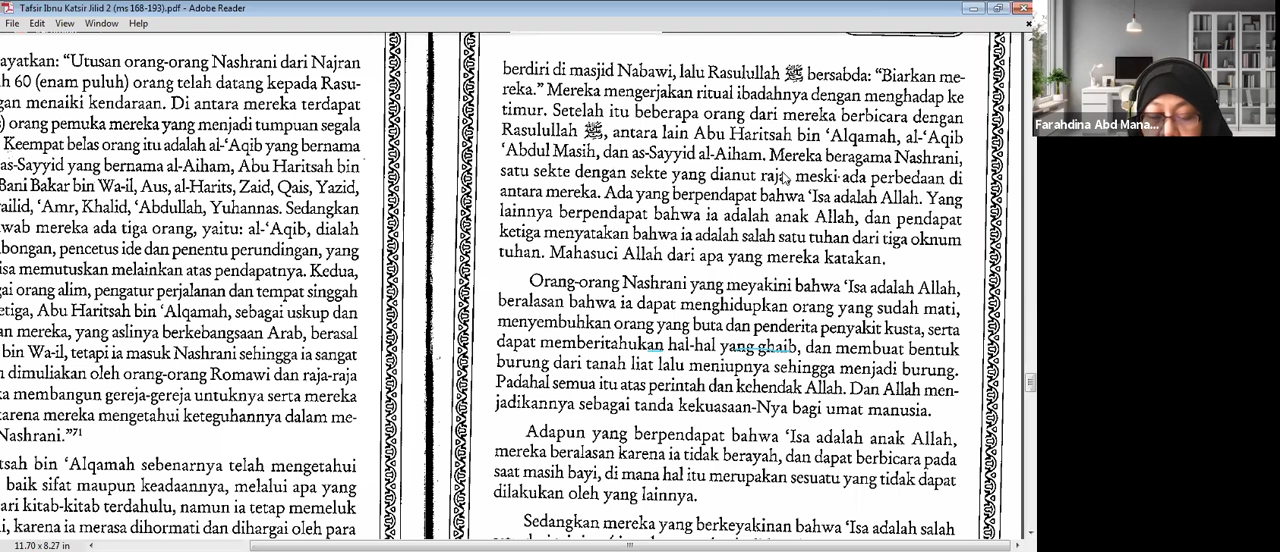 Tafsir Ibnu Katsir Jilid 2 (ms 168-193).pdf - Adobe Reader
File Edit View Window Help
ayatkan: “Utusan orang-orang Nashrani dari Najran
h 60 (enam puluh) orang telah datang kepada Rasu-
gan menaiki kendaraan. Di antara mereka terdapat
) orang pemuka mereka yang menjadi tumpuan segala
Keempat belas orang itu adalah al-‘Aqib yang bernama
as-Sayyid yang bernama al-Aiham, Abu Haritsah bin
Bani Bakar bin Wa-il, Aus, al-Harits, Zaid, Qais, Yazid,
ailid, ‘Amr, Khalid, ‘Abdullah, Yuhannas. Sedangkan
wab mereka ada tiga orang, yaitu: al-‘Aqib, dialah
bongan, pencetus ide dan penentu perundingan, yang
isa memutuskan melainkan atas pendapatnya. Kedua,
gai orang alim, pengatur perjalanan dan tempat singgah
etiga, Abu Haritsah bin ‘Alqamah, sebagai uskup dan
an mereka, yang aslinya berkebangsaan Arab, berasal
bin Wa-il, tetapi ia masuk Nashrani sehingga ia sangat
n dimuliakan oleh orang-orang Romawi dan raja-raja
ka membangun gereja-gereja untuknya serta mereka
karena mereka mengetahui keteguhannya dalam me-
Nashrani.”⁷¹
tsah bin ‘Alqamah sebenarnya telah mengetahui
baik sifat maupun keadaannya, melalui apa yang
ari kitab-kitab terdahulu, namun ia tetap memeluk
i, karena ia merasa dihormati dan dihargai oleh para
berdiri di masjid Nabawi, lalu Rasulullah ﷺ bersabda: “Biarkan me-
reka.” Mereka mengerjakan ritual ibadahnya dengan menghadap ke
timur. Setelah itu beberapa orang dari mereka berbicara dengan
Rasulullah ﷺ, antara lain Abu Haritsah bin ‘Alqamah, al-‘Aqib
‘Abdul Masih, dan as-Sayyid al-Aiham. Mereka beragama Nashrani,
satu sekte dengan sekte yang dianut raja, meski ada perbedaan di
antara mereka. Ada yang berpendapat bahwa ‘Isa adalah Allah. Yang
lainnya berpendapat bahwa ia adalah anak Allah, dan pendapat
ketiga menyatakan bahwa ia adalah salah satu tuhan dari tiga oknum
tuhan. Mahasuci Allah dari apa yang mereka katakan.
Orang-orang Nashrani yang meyakini bahwa ‘Isa adalah Allah,
beralasan bahwa ia dapat menghidupkan orang yang sudah mati,
menyembuhkan orang yang buta dan penderita penyakit kusta, serta
dapat memberitahukan hal-hal yang ghaib, dan membuat bentuk
burung dari tanah liat lalu meniupnya sehingga menjadi burung.
Padahal semua itu atas perintah dan kehendak Allah. Dan Allah men-
jadikannya sebagai tanda kekuasaan-Nya bagi umat manusia.
Adapun yang berpendapat bahwa ‘Isa adalah anak Allah,
mereka beralasan karena ia tidak berayah, dan dapat berbicara pada
saat masih bayi, di mana hal itu merupakan sesuatu yang tidak dapat
dilakukan oleh yang lainnya.
Sedangkan mereka yang berkeyakinan bahwa ‘Isa adalah salah
11.70 x 8.27 in
Farahdina Abd Mana...